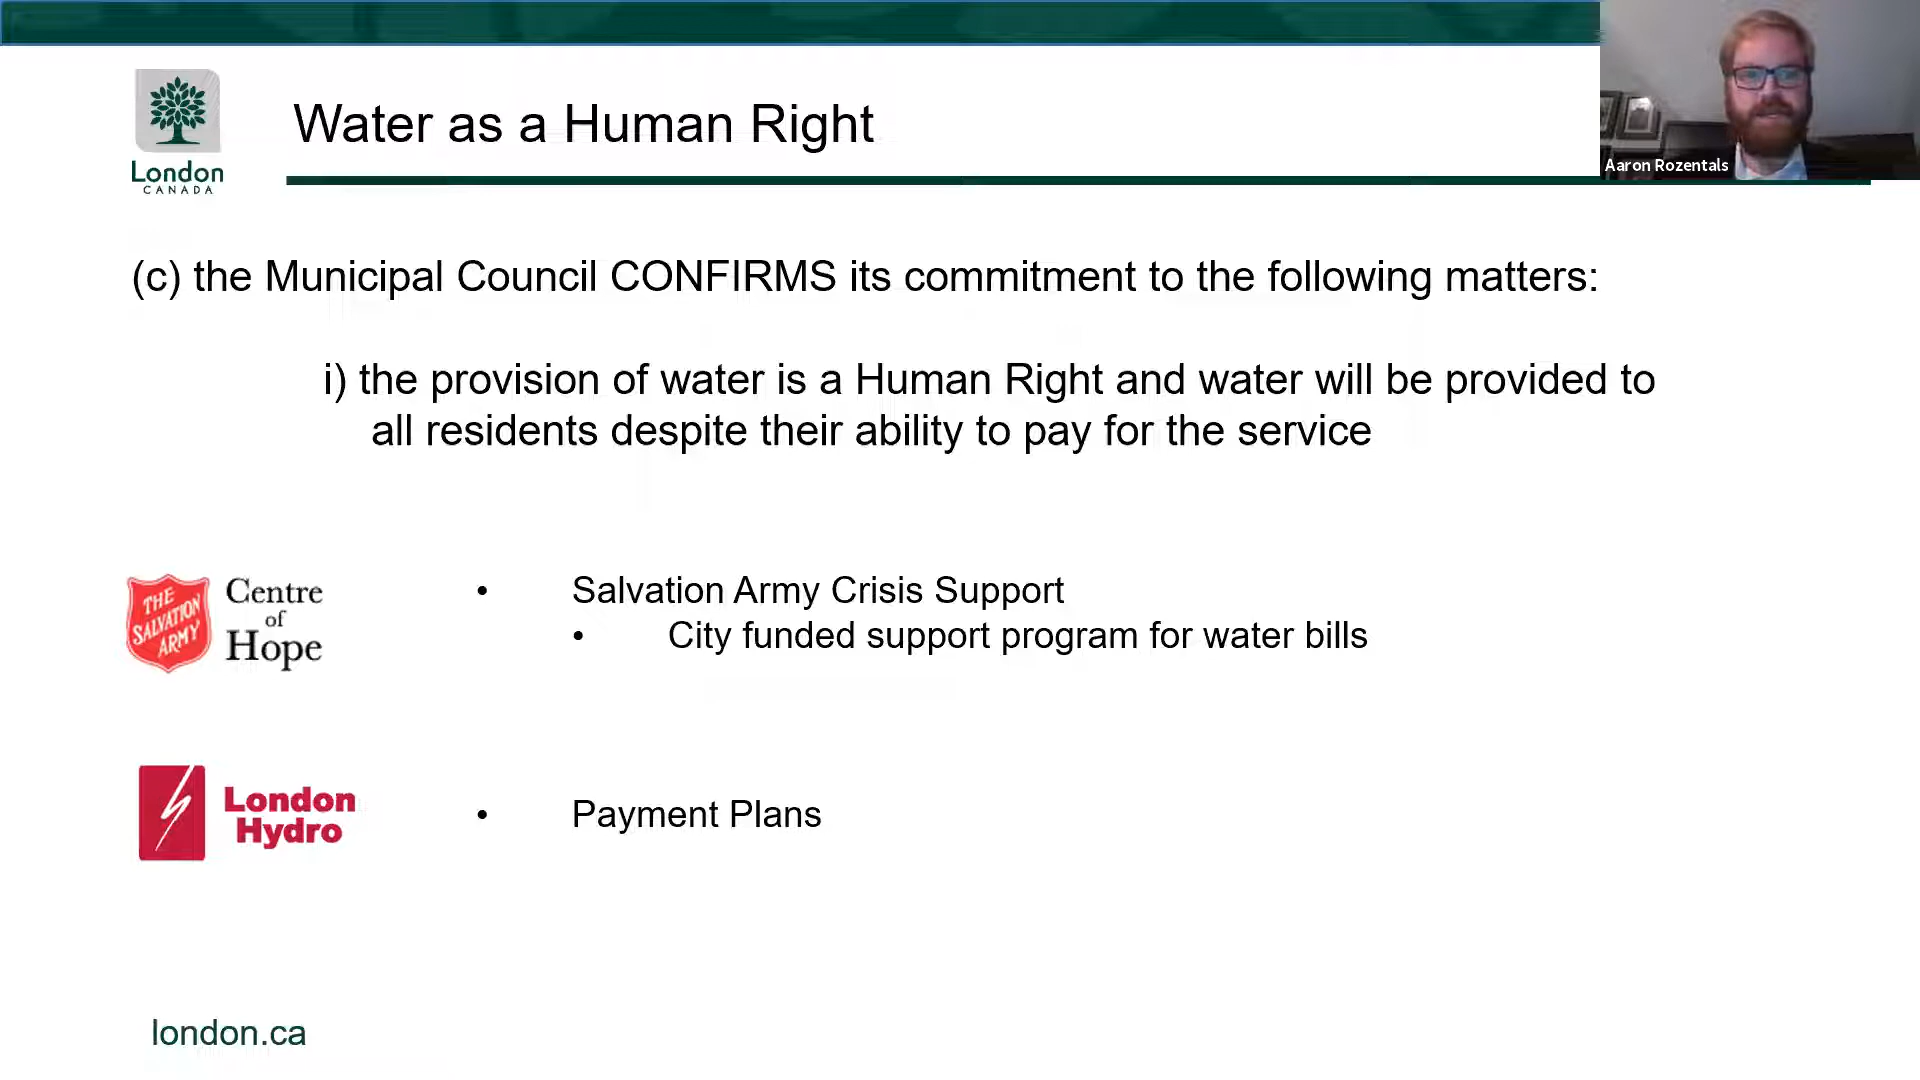 London
CANADA
Water as a Human Right
Aaron Rozentals
(c) the Municipal Council CONFIRMS its commitment to the following matters:
i) the provision of water is a Human Right and water will be provided to
all residents despite their ability to pay for the service
THE
SALVATION
ARMY
Centre
of
Hope
• Salvation Army Crisis Support
• City funded support program for water bills
London
Hydro
• Payment Plans
london.ca